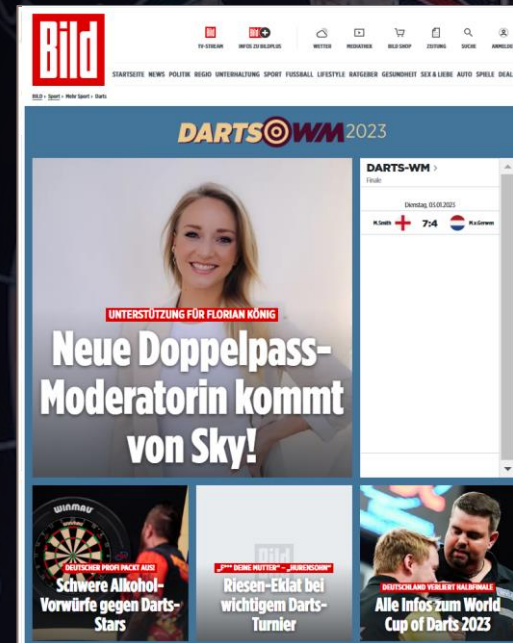 Bild
TV-STREAM INFOS ZU BILDPLUS WETTER MEDIATHEK BILD SHOP ZEITUNG SUCHE
STARTSEITE NEWS POLITIK REGIO UNTERHALTUNG SPORT FUSSBALL LIFESTYLE RATGEBER GESUNDHEIT SEX & LIEBE AUTO SPIELE DEAL
BILD › Sport › Mehr Sport › Darts
DARTS WM 2023
UNTERSTÜTZUNG FÜR FLORIAN KÖNIG
Neue Doppelpass-
Moderatorin kommt
von Sky!
DARTS-WM ›
Finale
Dienstag, 03.01.2023
M.Smith 7:4 M.v.Gerwen
WINMAU
DEUTSCHER PROFI PACKT AUS!
Schwere Alkohol-
Vorwürfe gegen Darts-
Stars
Bild
„F*** DEINE MUTTER“ – „HURENSOHN“
Riesen-Eklat bei
wichtigem Darts-
Turnier
DEUTSCHLAND VERLIERT HALBFINALE
Alle Infos zum World
Cup of Darts 2023